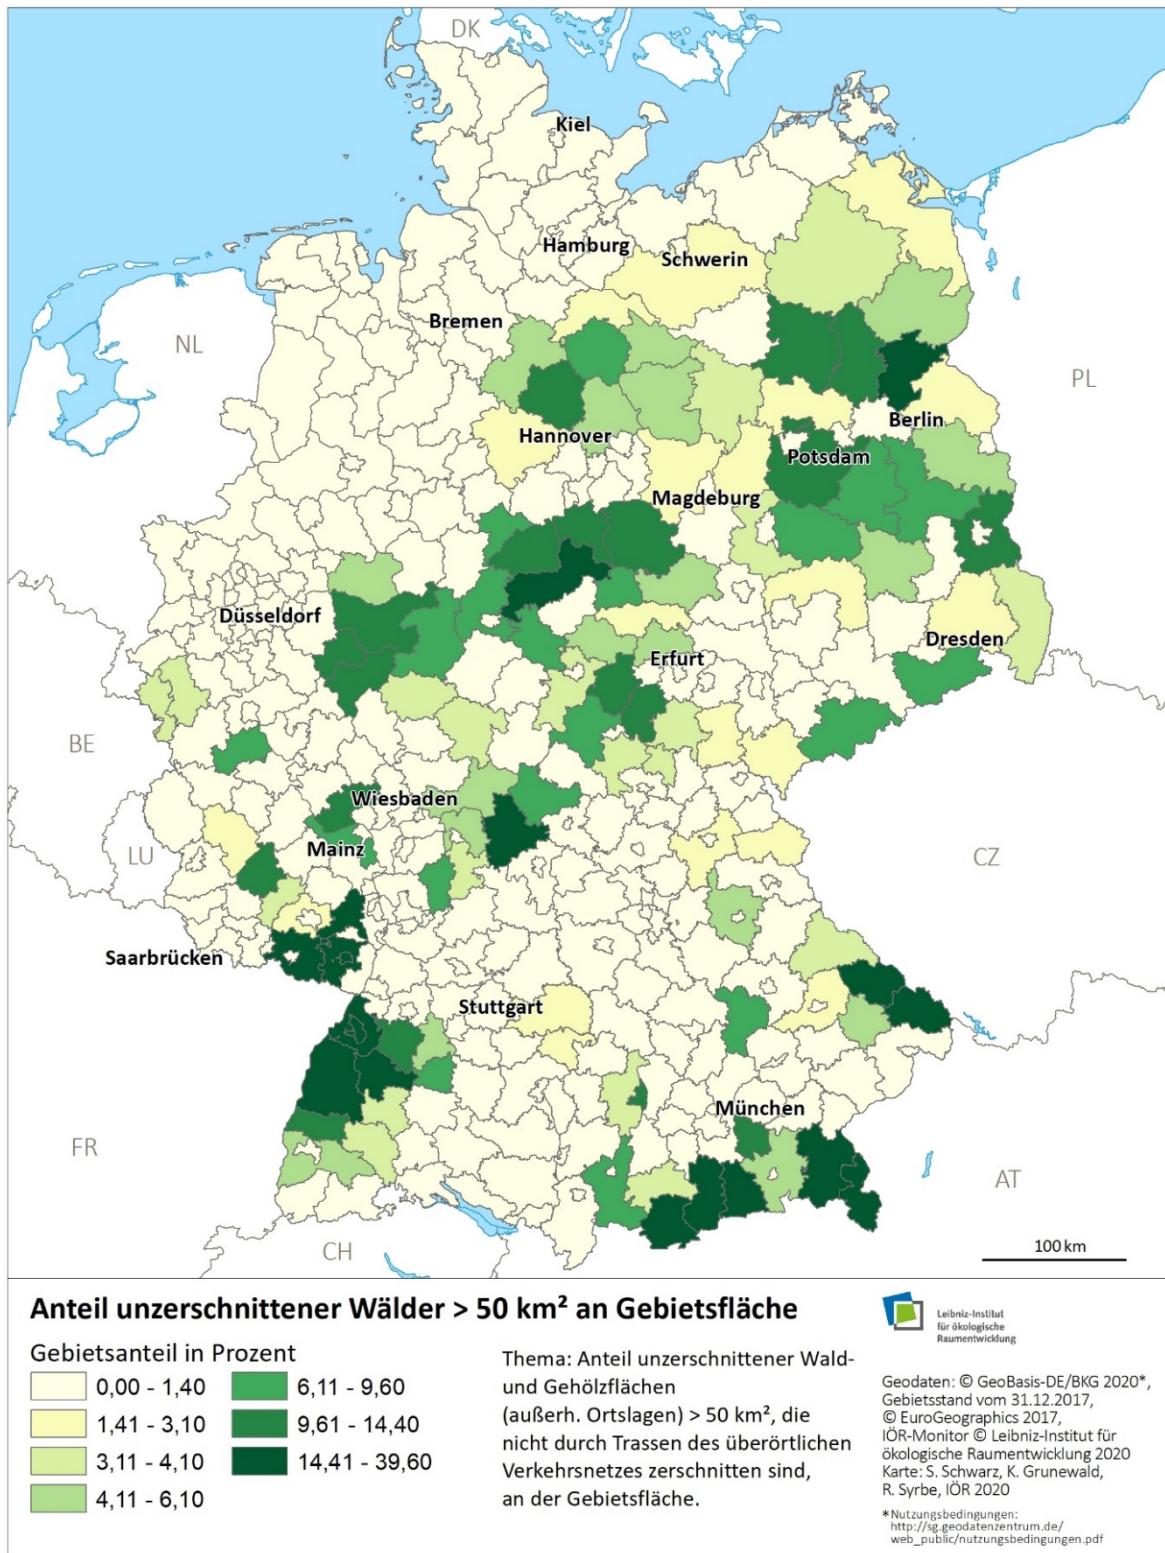 DK
Kiel
Hamburg
Schwerin
Bremen
NL
PL
Berlin
Hannover
Potsdam
Magdeburg
Düsseldorf
Dresden
Erfurt
BE
Wiesbaden
LU
Mainz
CZ
Saarbrücken
Stuttgart
München
FR
AT
CH
100 km
Anteil unzerschnittener Wälder > 50 km² an Gebietsfläche
Gebietsanteil in Prozent
0,00 - 1,40
1,41 - 3,10
3,11 - 4,10
4,11 - 6,10
6,11 - 9,60
9,61 - 14,40
14,41 - 39,60
Thema: Anteil unzerschnittener Wald-
und Gehölzflächen
(außerh. Ortslagen) > 50 km², die
nicht durch Trassen des überörtlichen
Verkehrsnetzes zerschnitten sind,
an der Gebietsfläche.
Leibniz-Institut
für ökologische
Raumentwicklung
Geodaten: © GeoBasis-DE/BKG 2020*,
Gebietsstand vom 31.12.2017,
© EuroGeographics 2017,
IÖR-Monitor © Leibniz-Institut für
ökologische Raumentwicklung 2020
Karte: S. Schwarz, K. Grunewald,
R. Syrbe, IÖR 2020
*Nutzungsbedingungen:
http://sg.geodatenzentrum.de/
web_public/nutzungsbedingungen.pdf